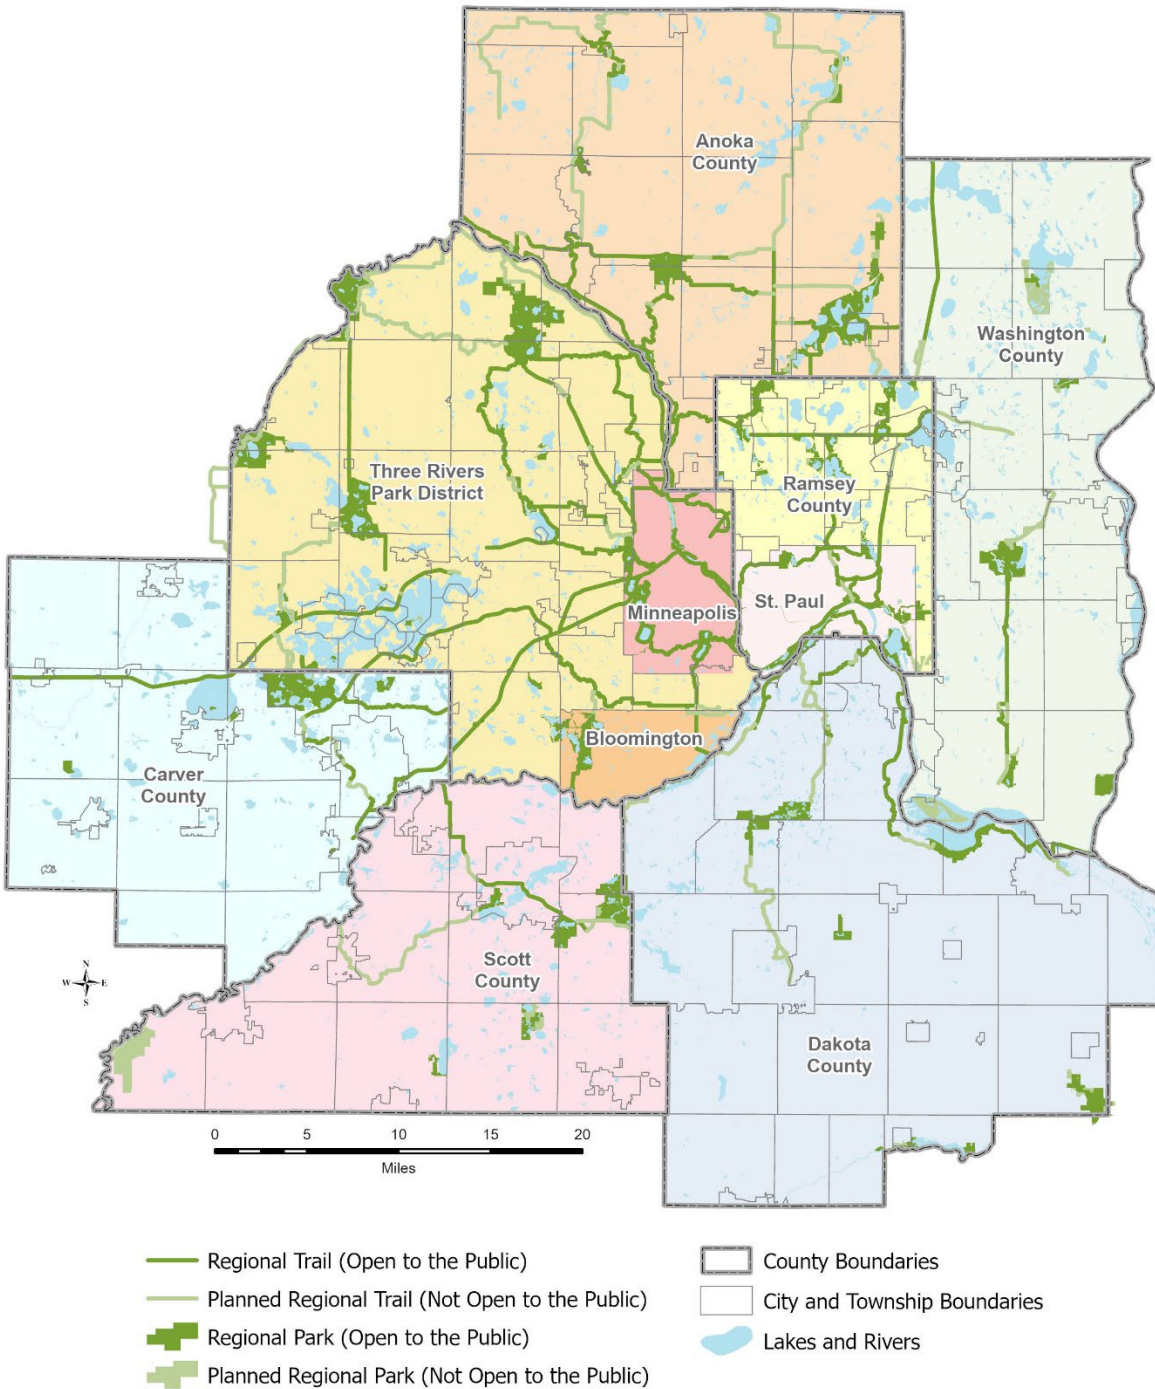 Anoka
County
Washington
County
Three Rivers
Park District
Ramsey
County
Minneapolis
St. Paul
Bloomington
Carver
County
Scott
County
N
W E
S
Dakota
County
0 5 10 15 20
Miles
Regional Trail (Open to the Public)
Planned Regional Trail (Not Open to the Public)
Regional Park (Open to the Public)
Planned Regional Park (Not Open to the Public)
County Boundaries
City and Township Boundaries
Lakes and Rivers